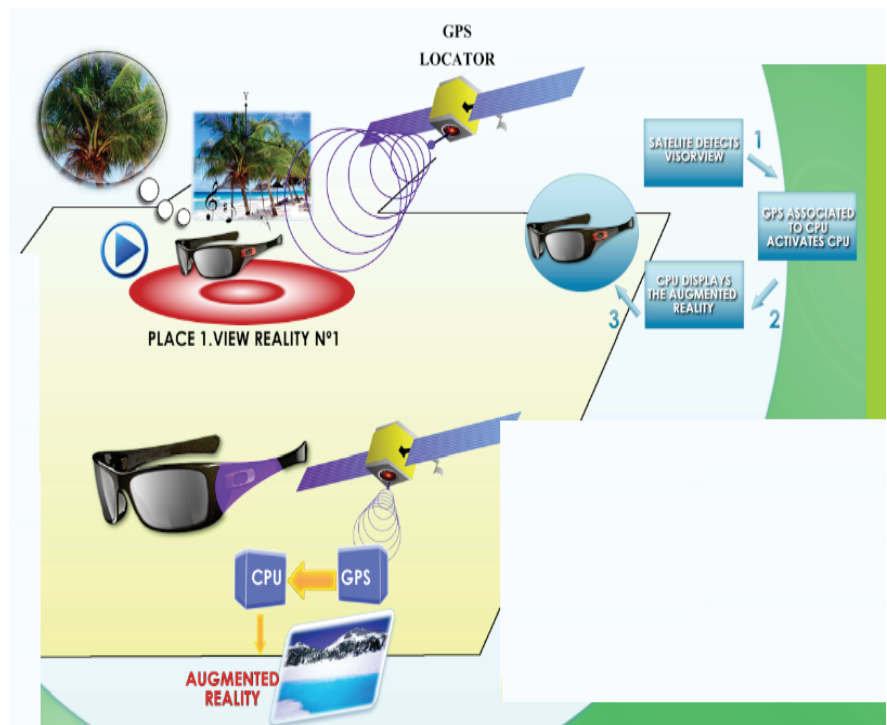 GPS
LOCATOR
Y
SATELITE DETECTS
VISORVIEW
1
GPS ASSOCIATED
TO CPU
ACTIVATES CPU
2
CPU DISPLAYS
THE AUGMENTED
REALITY
3
PLACE 1.VIEW REALITY Nº1
CPU
GPS
AUGMENTED
REALITY